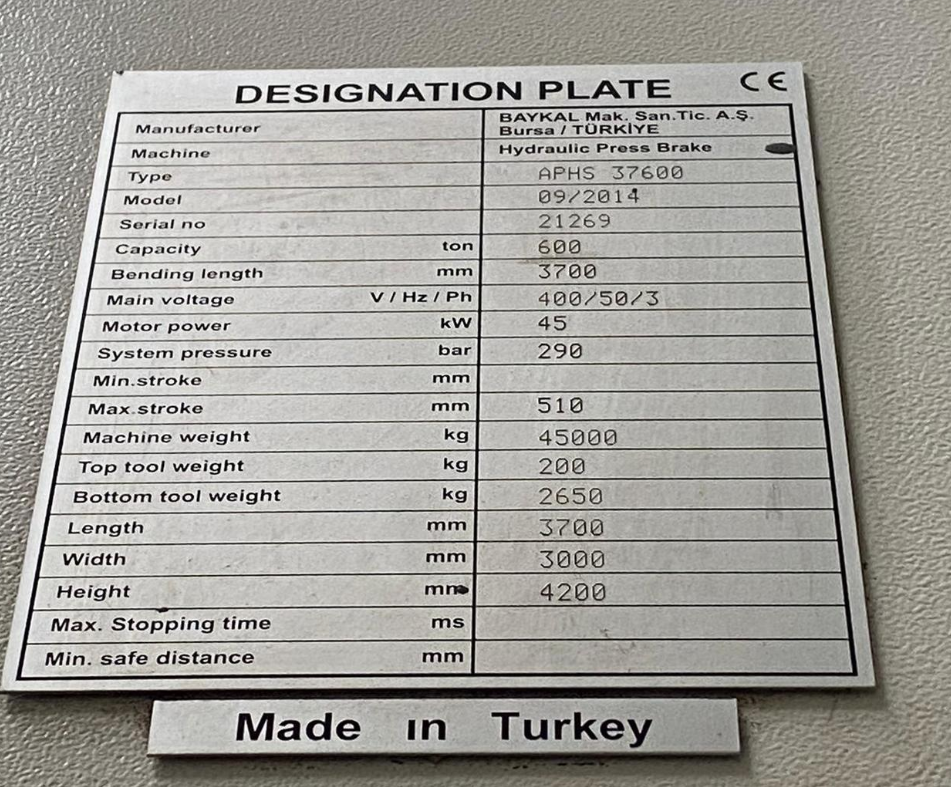 DESIGNATION PLATE CE
Manufacturer BAYKAL Mak. San.Tic. A.Ş.
Bursa / TÜRKİYE
Machine Hydraulic Press Brake
Type APHS 37600
Model 09/2014
Serial no 21269
Capacity ton 600
Bending length mm 3700
Main voltage V / Hz / Ph 400/50/3
Motor power kW 45
System pressure bar 290
Min.stroke mm
Max.stroke mm 510
Machine weight kg 45000
Top tool weight kg 200
Bottom tool weight kg 2650
Length mm 3700
Width mm 3000
Height mm 4200
Max. Stopping time ms
Min. safe distance mm
Made ın Turkey